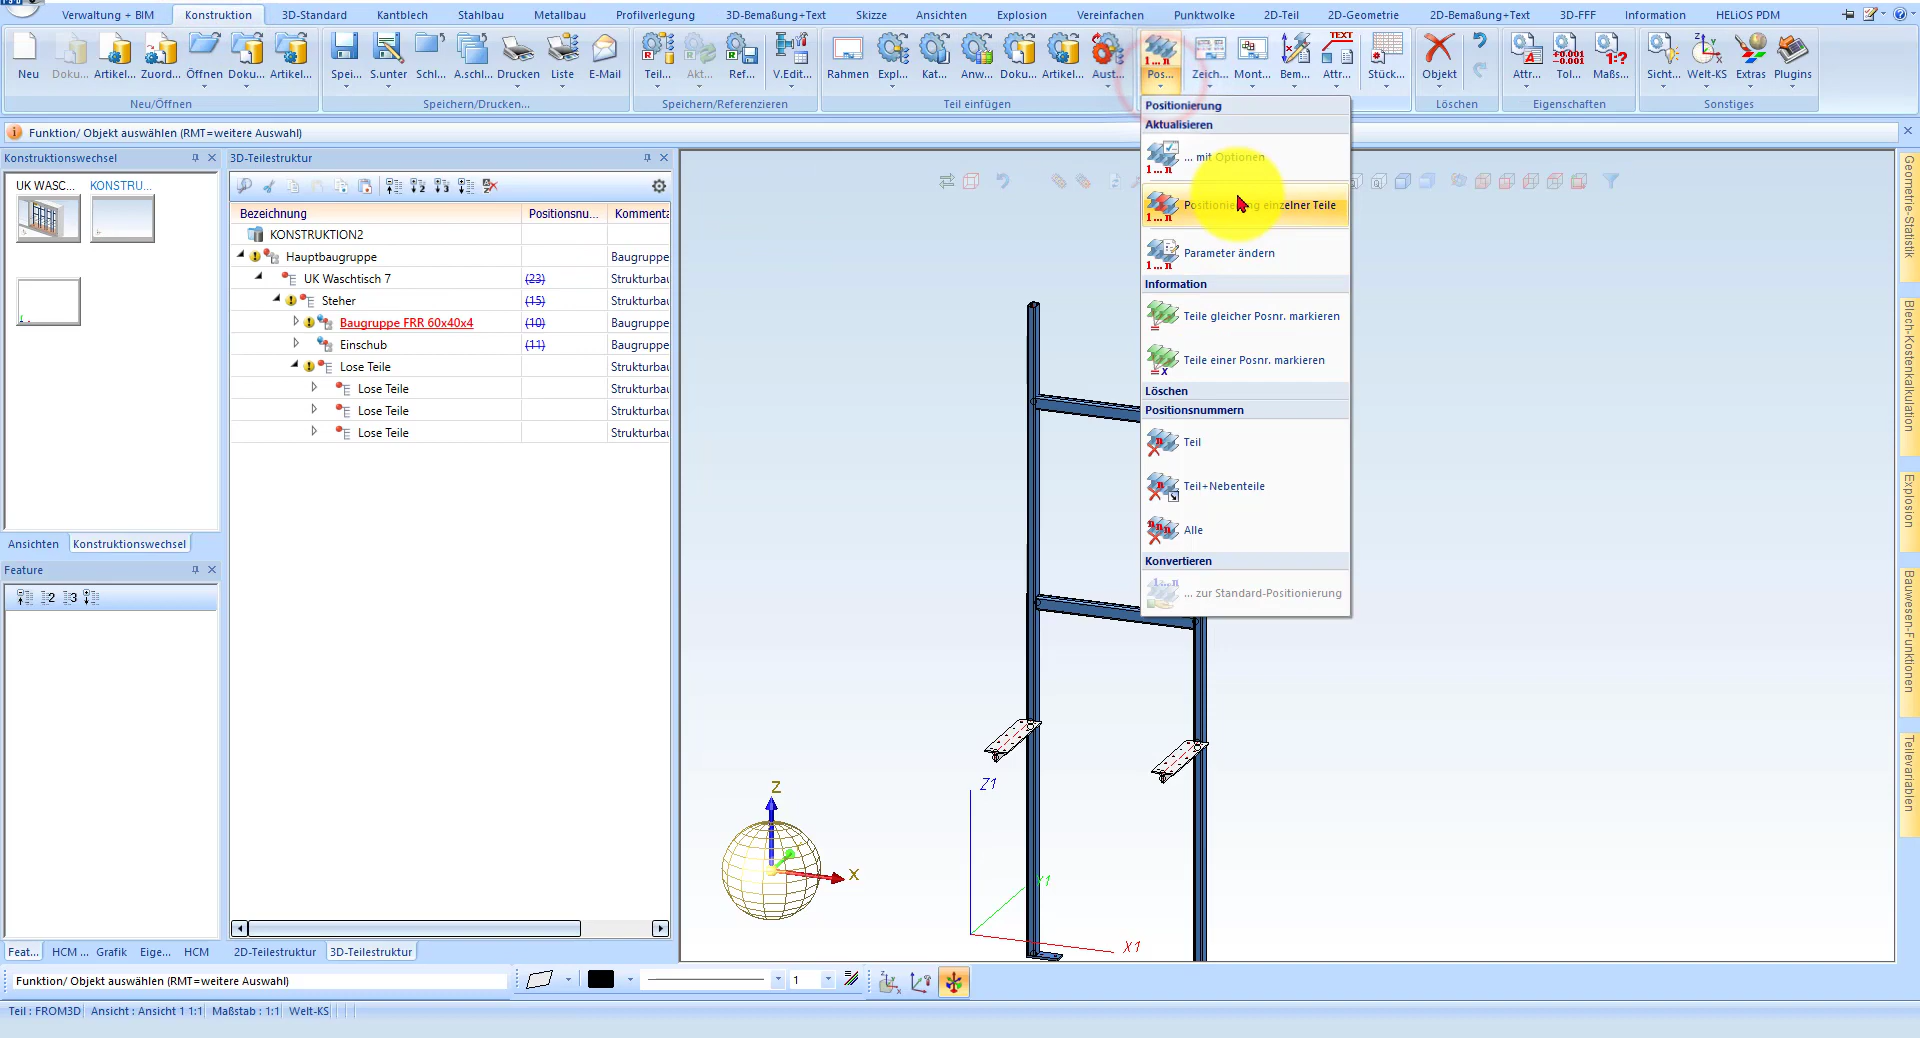 Verwaltung + BIM Konstruktion 3D-Standard Kantblech Stahlbau Metallbau Profilverlegung 3D-Bemaßung+Text Skizze Ansichten Explosion Vereinfachen Punktwolke 2D-Teil 2D-Geometrie 2D-Bemaßung+Text 3D-FFF Information HELiOS PDM
Neu Doku... Artikel... Zuord... Öffnen Doku... Artikel... Spei... S.unter Schl... A.schl... Drucken Liste E-Mail Teil... Akt... Ref... V.Edit... Rahmen Expl... Kat... Anw... Doku... Artikel... Aust... Pos... Zeich... Mont... Bem... Attr... Stück... Objekt Attr... Tol... Maßs... Sicht... Welt-KS Extras Plugins
Neu/Öffnen Speichern/Drucken... Speichern/Referenzieren Teil einfügen Löschen Eigenschaften Sonstiges
Funktion/ Objekt auswählen (RMT=weitere Auswahl)
Positionierung
Aktualisieren
... mit Optionen
Positionierung einzelner Teile
Parameter ändern
Information
Teile gleicher Posnr. markieren
Teile einer Posnr. markieren
Löschen
Positionsnummern
Teil
Teil+Nebenteile
Alle
Konvertieren
... zur Standard-Positionierung
Konstruktionswechsel
UK WASC... KONSTRU...
Ansichten Konstruktionswechsel
Feature
Feat... HCM ... Grafik Eige... HCM
3D-Teilestruktur
Bezeichnung Positionsnu... Kommenta
KONSTRUKTION2
Hauptbaugruppe Baugruppe
UK Waschtisch 7 (23) Strukturbau
Steher (15) Strukturbau
Baugruppe FRR 60x40x4 (10) Baugruppe
Einschub (11) Baugruppe
Lose Teile Strukturbau
Lose Teile Strukturbau
Lose Teile Strukturbau
Lose Teile Strukturbau
2D-Teilestruktur 3D-Teilestruktur
Z
X
Z1
Y1
X1
Geometrie-Statistik
Blech-Kostenkalkulation
Explosion
Bauwesen-Funktionen
Teilevariablen
Funktion/ Objekt auswählen (RMT=weitere Auswahl) 1
Teil : FROM3D Ansicht : Ansicht 1 1:1 Maßstab : 1:1 Welt-KS